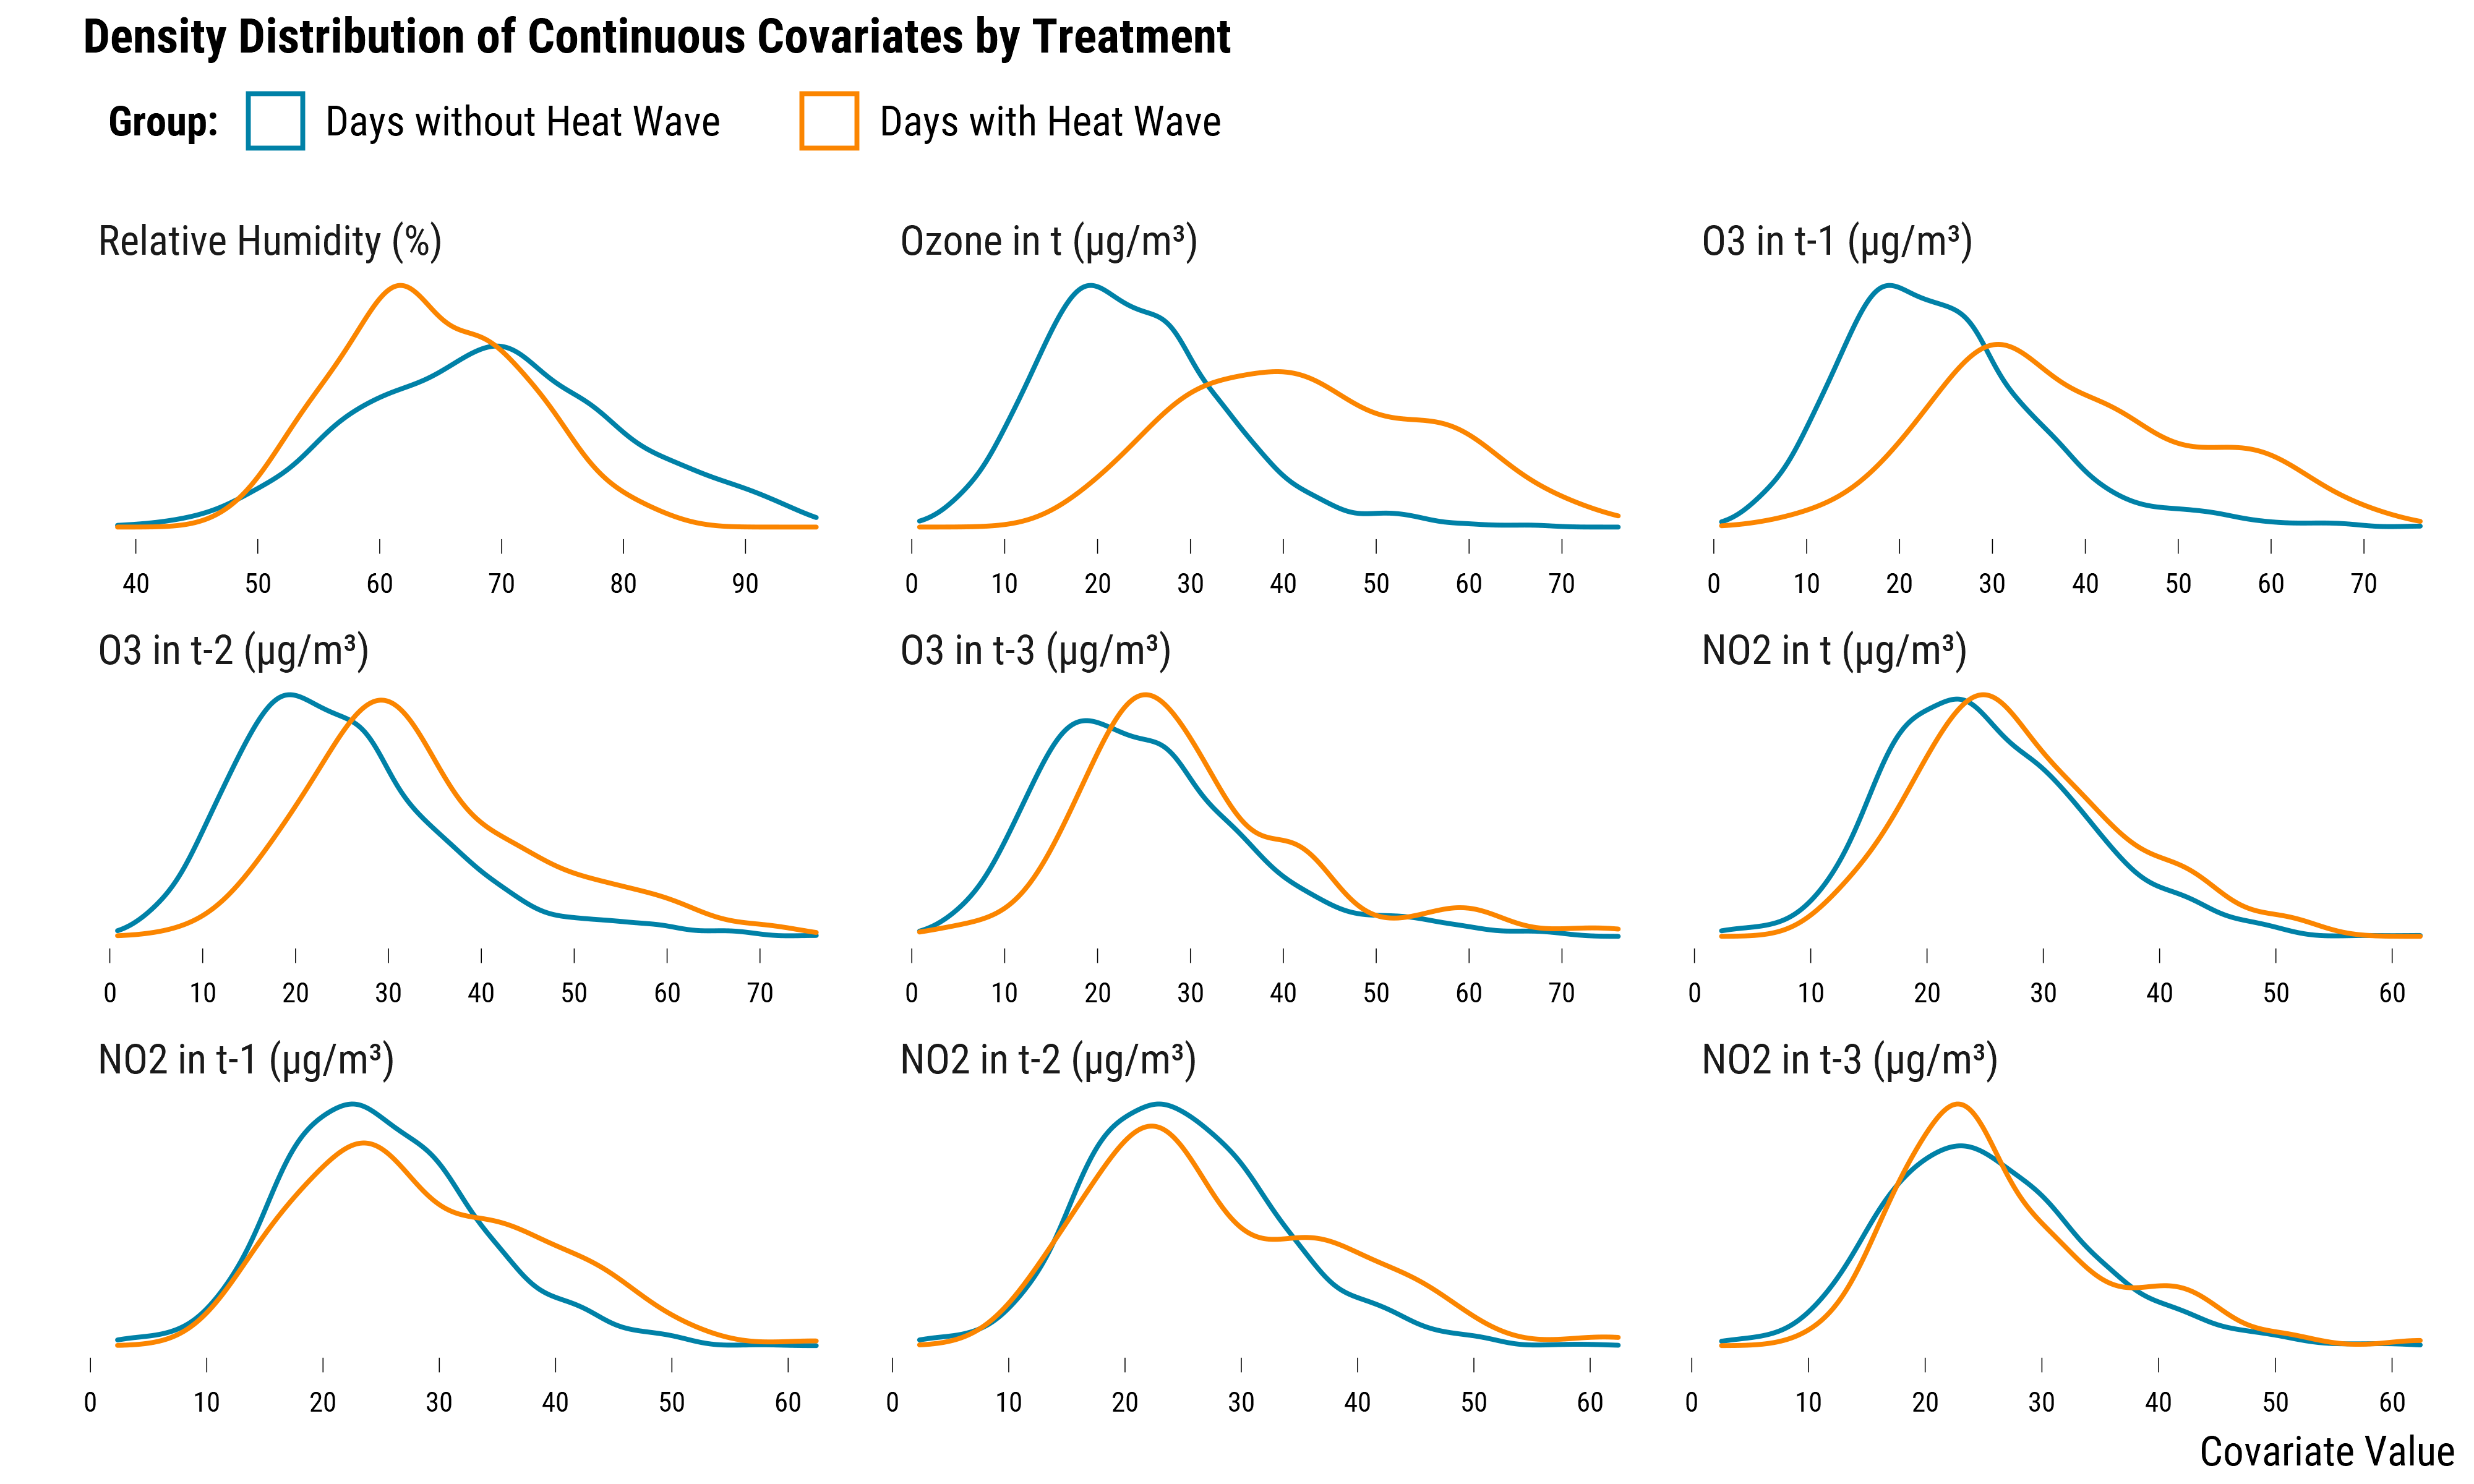 Density Distribution of Continuous Covariates by Treatment
Group: Days without Heat Wave Days with Heat Wave
Relative Humidity (%) Ozone in t (µg/m³) O3 in t-1 (µg/m³)
40 50 60 70 80 90 0 10 20 30 40 50 60 70 0 10 20 30 40 50 60 70
O3 in t-2 (µg/m³) O3 in t-3 (µg/m³) NO2 in t (µg/m³)
0 10 20 30 40 50 60 70 0 10 20 30 40 50 60 70 0 10 20 30 40 50 60
NO2 in t-1 (µg/m³) NO2 in t-2 (µg/m³) NO2 in t-3 (µg/m³)
0 10 20 30 40 50 60 0 10 20 30 40 50 60 0 10 20 30 40 50 60
Covariate Value